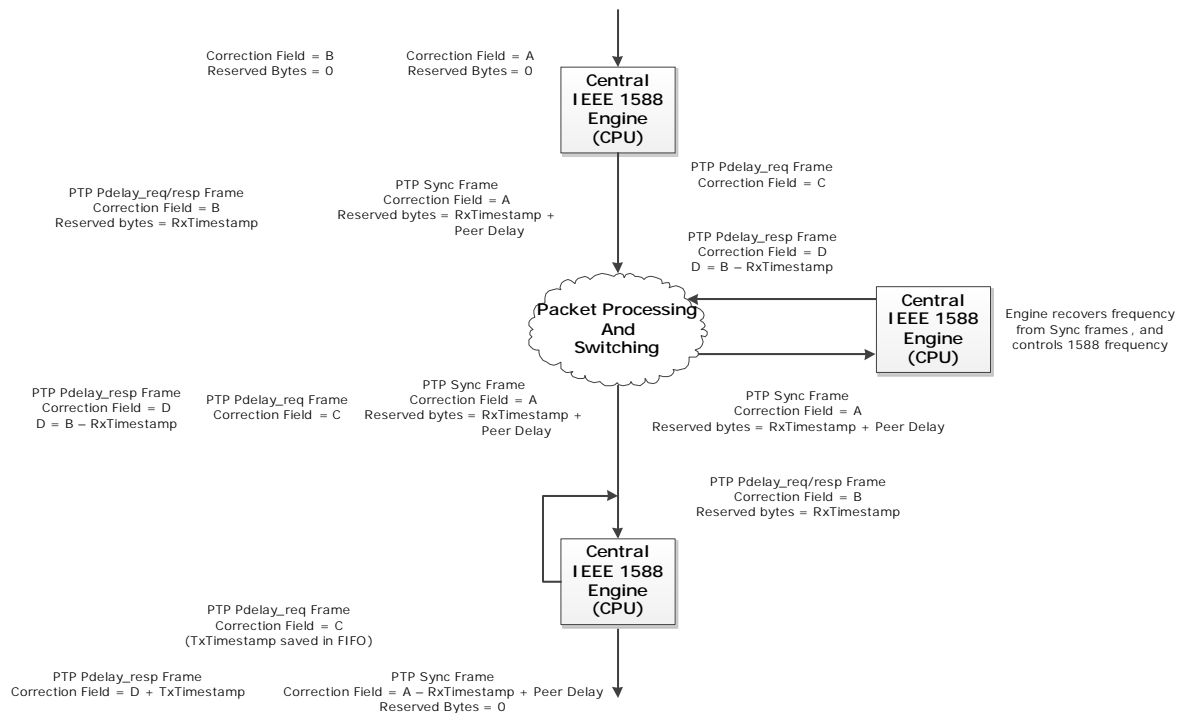 Correction Field = B
Reserved Bytes = 0
Correction Field = A
Reserved Bytes = 0
Central
IEEE 1588
Engine
(CPU)
PTP Pdelay_req Frame
Correction Field = C
PTP Pdelay_req/resp Frame
Correction Field = B
Reserved bytes = RxTimestamp
PTP Sync Frame
Correction Field = A
Reserved bytes = RxTimestamp +
Peer Delay
PTP Pdelay_resp Frame
Correction Field = D
D = B – RxTimestamp
Packet Processing
And
Switching
Central
IEEE 1588
Engine
(CPU)
Engine recovers frequency
from Sync frames, and
controls 1588 frequency
PTP Pdelay_resp Frame
Correction Field = D
D = B – RxTimestamp
PTP Pdelay_req Frame
Correction Field = C
PTP Sync Frame
Correction Field = A
Reserved bytes = RxTimestamp +
Peer Delay
PTP Sync Frame
Correction Field = A
Reserved bytes = RxTimestamp + Peer Delay
PTP Pdelay_req/resp Frame
Correction Field = B
Reserved bytes = RxTimestamp
Central
IEEE 1588
Engine
(CPU)
PTP Pdelay_req Frame
Correction Field = C
(TxTimestamp saved in FIFO)
PTP Pdelay_resp Frame
Correction Field = D + TxTimestamp
PTP Sync Frame
Correction Field = A – RxTimestamp + Peer Delay
Reserved Bytes = 0